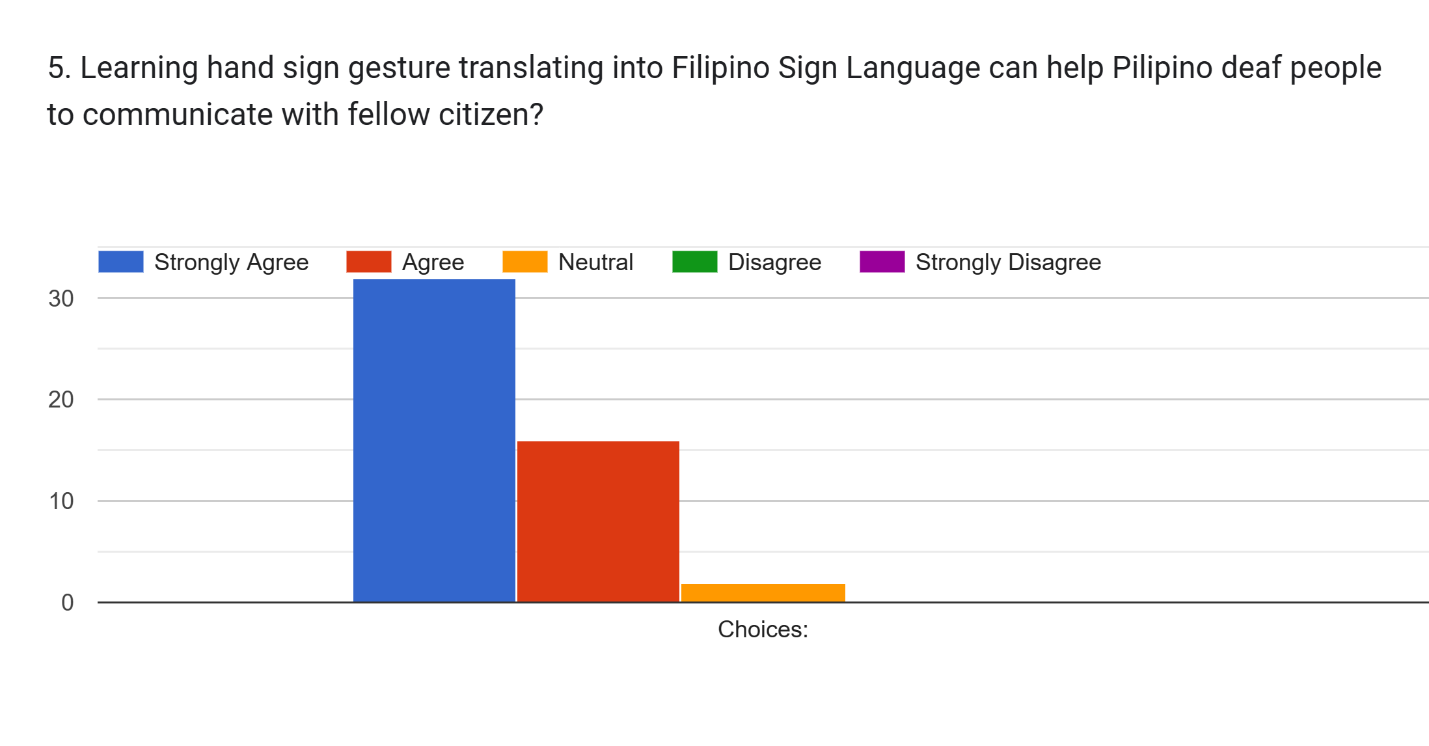 5. Learning hand sign gesture translating into Filipino Sign Language can help Pilipino deaf people
to communicate with fellow citizen?
Strongly Agree Agree Neutral Disagree Strongly Disagree
30
20
10
0
Choices: